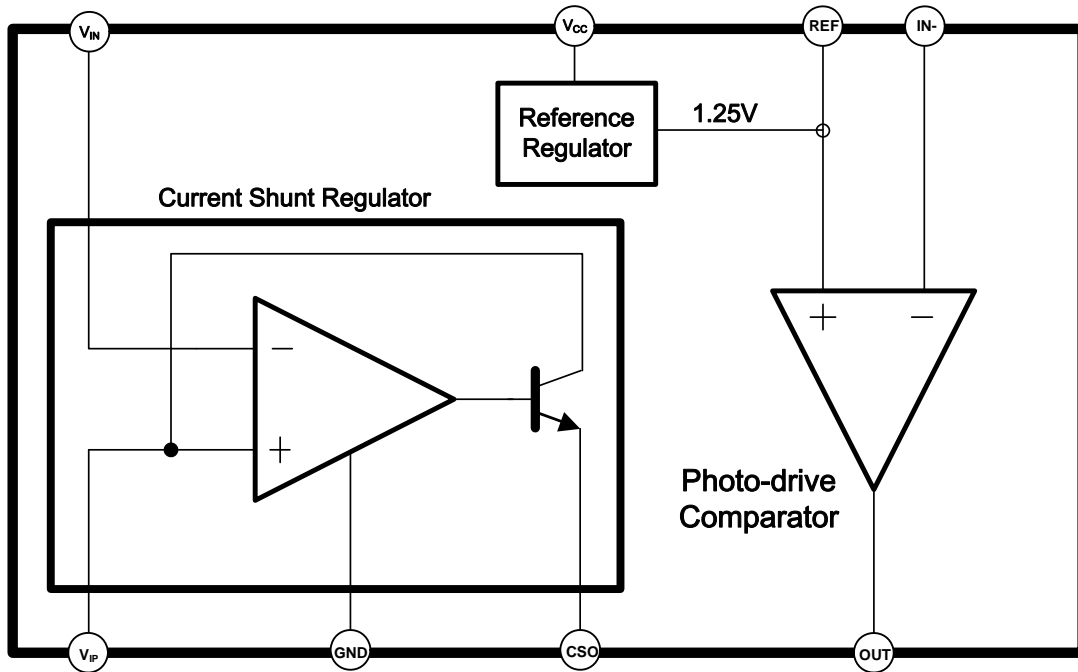 VIN
VCC
REF
IN-
Reference
Regulator
1.25V
Current Shunt Regulator
−
+
+
−
Photo-drive
Comparator
VIP
GND
CSO
OUT